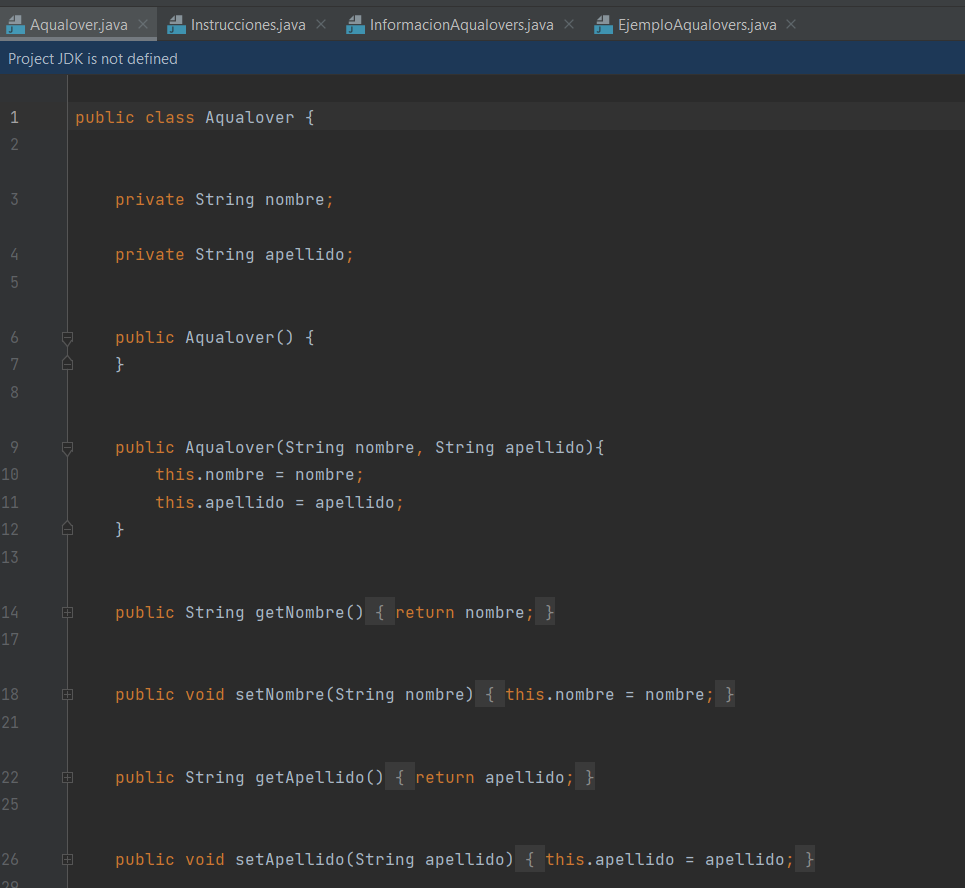 Aqualover.java Instrucciones.java InformacionAqualovers.java EjemploAqualovers.java
Project JDK is not defined
1 public class Aqualover {
2
3 private String nombre;
4 private String apellido;
5
6 public Aqualover() {
7 }
8
9 public Aqualover(String nombre, String apellido){
10 this.nombre = nombre;
11 this.apellido = apellido;
12 }
13
14 public String getNombre() { return nombre; }
17
18 public void setNombre(String nombre) { this.nombre = nombre; }
21
22 public String getApellido() { return apellido; }
25
26 public void setApellido(String apellido) { this.apellido = apellido; }
29